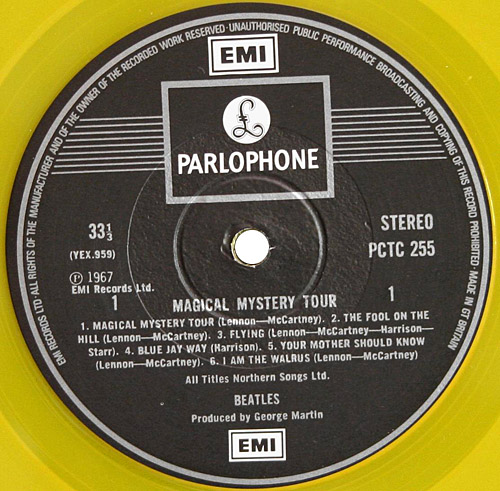 EMI RECORDS LTD· ALL RIGHTS OF THE MANUFACTURER AND OF THE OWNER OF THE RECORDED WORK RESERVED·UNAUTHORISED PUBLIC PERFORMANCE BROADCASTING AND COPYING OF THIS RECORD PROHIBITED·MADE IN GT BRITAIN
EMI
£
PARLOPHONE
33⅓
STEREO
(YEX.959)
PCTC 255
Ⓟ 1967
EMI Records Ltd.
1
1
MAGICAL MYSTERY TOUR
1. MAGICAL MYSTERY TOUR (Lennon—McCartney). 2. THE FOOL ON THE
HILL (Lennon—McCartney). 3. FLYING (Lennon—McCartney—Harrison—
Starr). 4. BLUE JAY WAY (Harrison). 5. YOUR MOTHER SHOULD KNOW
(Lennon—McCartney). 6. I AM THE WALRUS (Lennon—McCartney)
All Titles Northern Songs Ltd.
BEATLES
Produced by George Martin
EMI